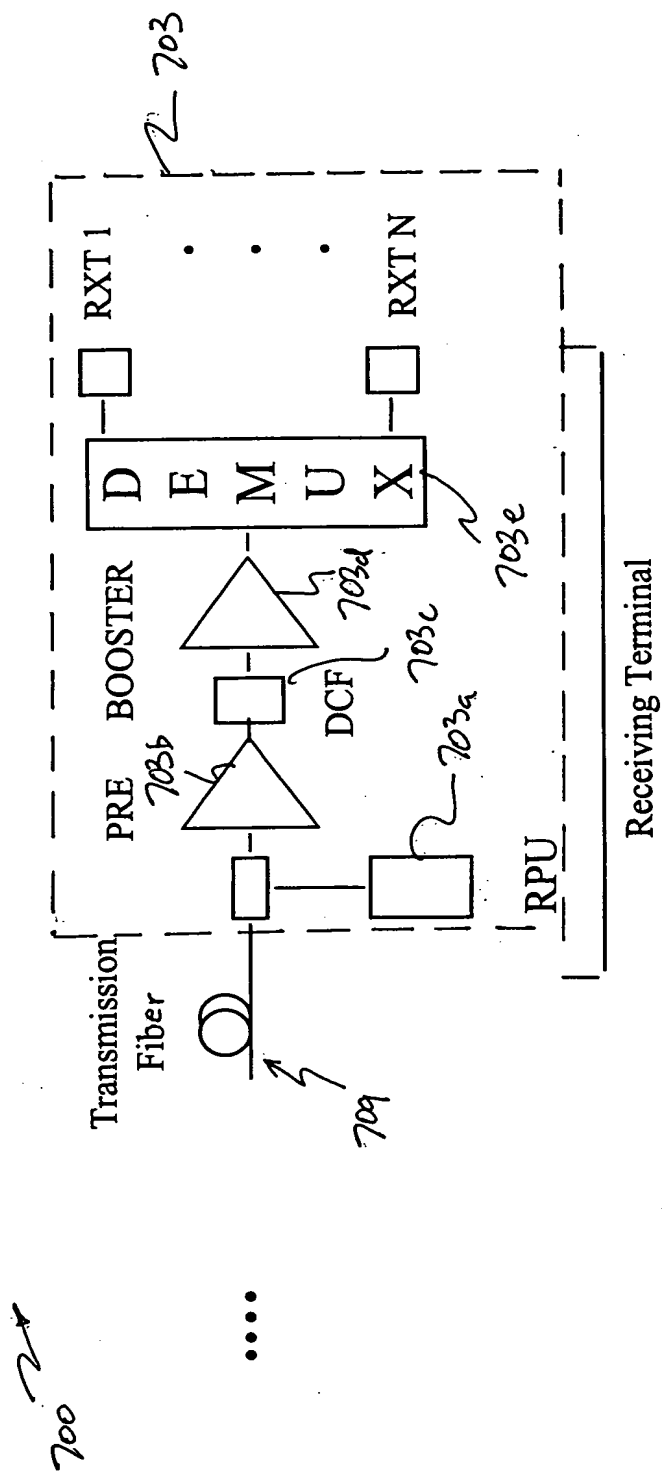 700
703
Transmission
Fiber
709
PRE
BOOSTER
703b
703d
703c
DCF
703a
RPU
D
E
M
U
X
703e
RXT 1
RXT N
Receiving Terminal